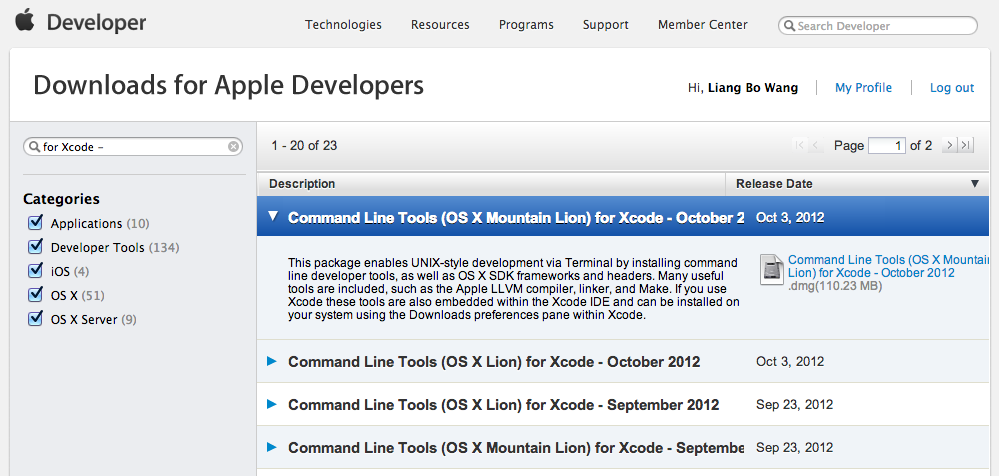 Developer
Technologies Resources Programs Support Member Center Search Developer
Downloads for Apple Developers
Hi, Liang Bo Wang My Profile Log out
for Xcode –
1 - 20 of 23 Page 1 of 2
Categories
Applications (10)
Developer Tools (134)
iOS (4)
OS X (51)
OS X Server (9)
Description Release Date
Command Line Tools (OS X Mountain Lion) for Xcode - October 2 Oct 3, 2012
This package enables UNIX-style development via Terminal by installing command
line developer tools, as well as OS X SDK frameworks and headers. Many useful
tools are included, such as the Apple LLVM compiler, linker, and Make. If you use
Xcode these tools are also embedded within the Xcode IDE and can be installed on
your system using the Downloads preferences pane within Xcode.
Command Line Tools (OS X Mountain
Lion) for Xcode - October 2012
.dmg(110.23 MB)
Command Line Tools (OS X Lion) for Xcode - October 2012 Oct 3, 2012
Command Line Tools (OS X Lion) for Xcode - September 2012 Sep 23, 2012
Command Line Tools (OS X Mountain Lion) for Xcode - Septembe Sep 23, 2012